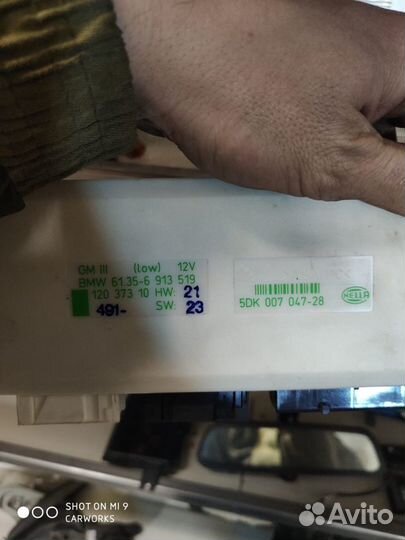 GM III (low) 12V
BMW 61.35-6 913 519
120 373 10 HW: 21
491- SW: 23
5DK 007 047-28
HELLA
SHOT ON MI 9
CARWORKS
Avito